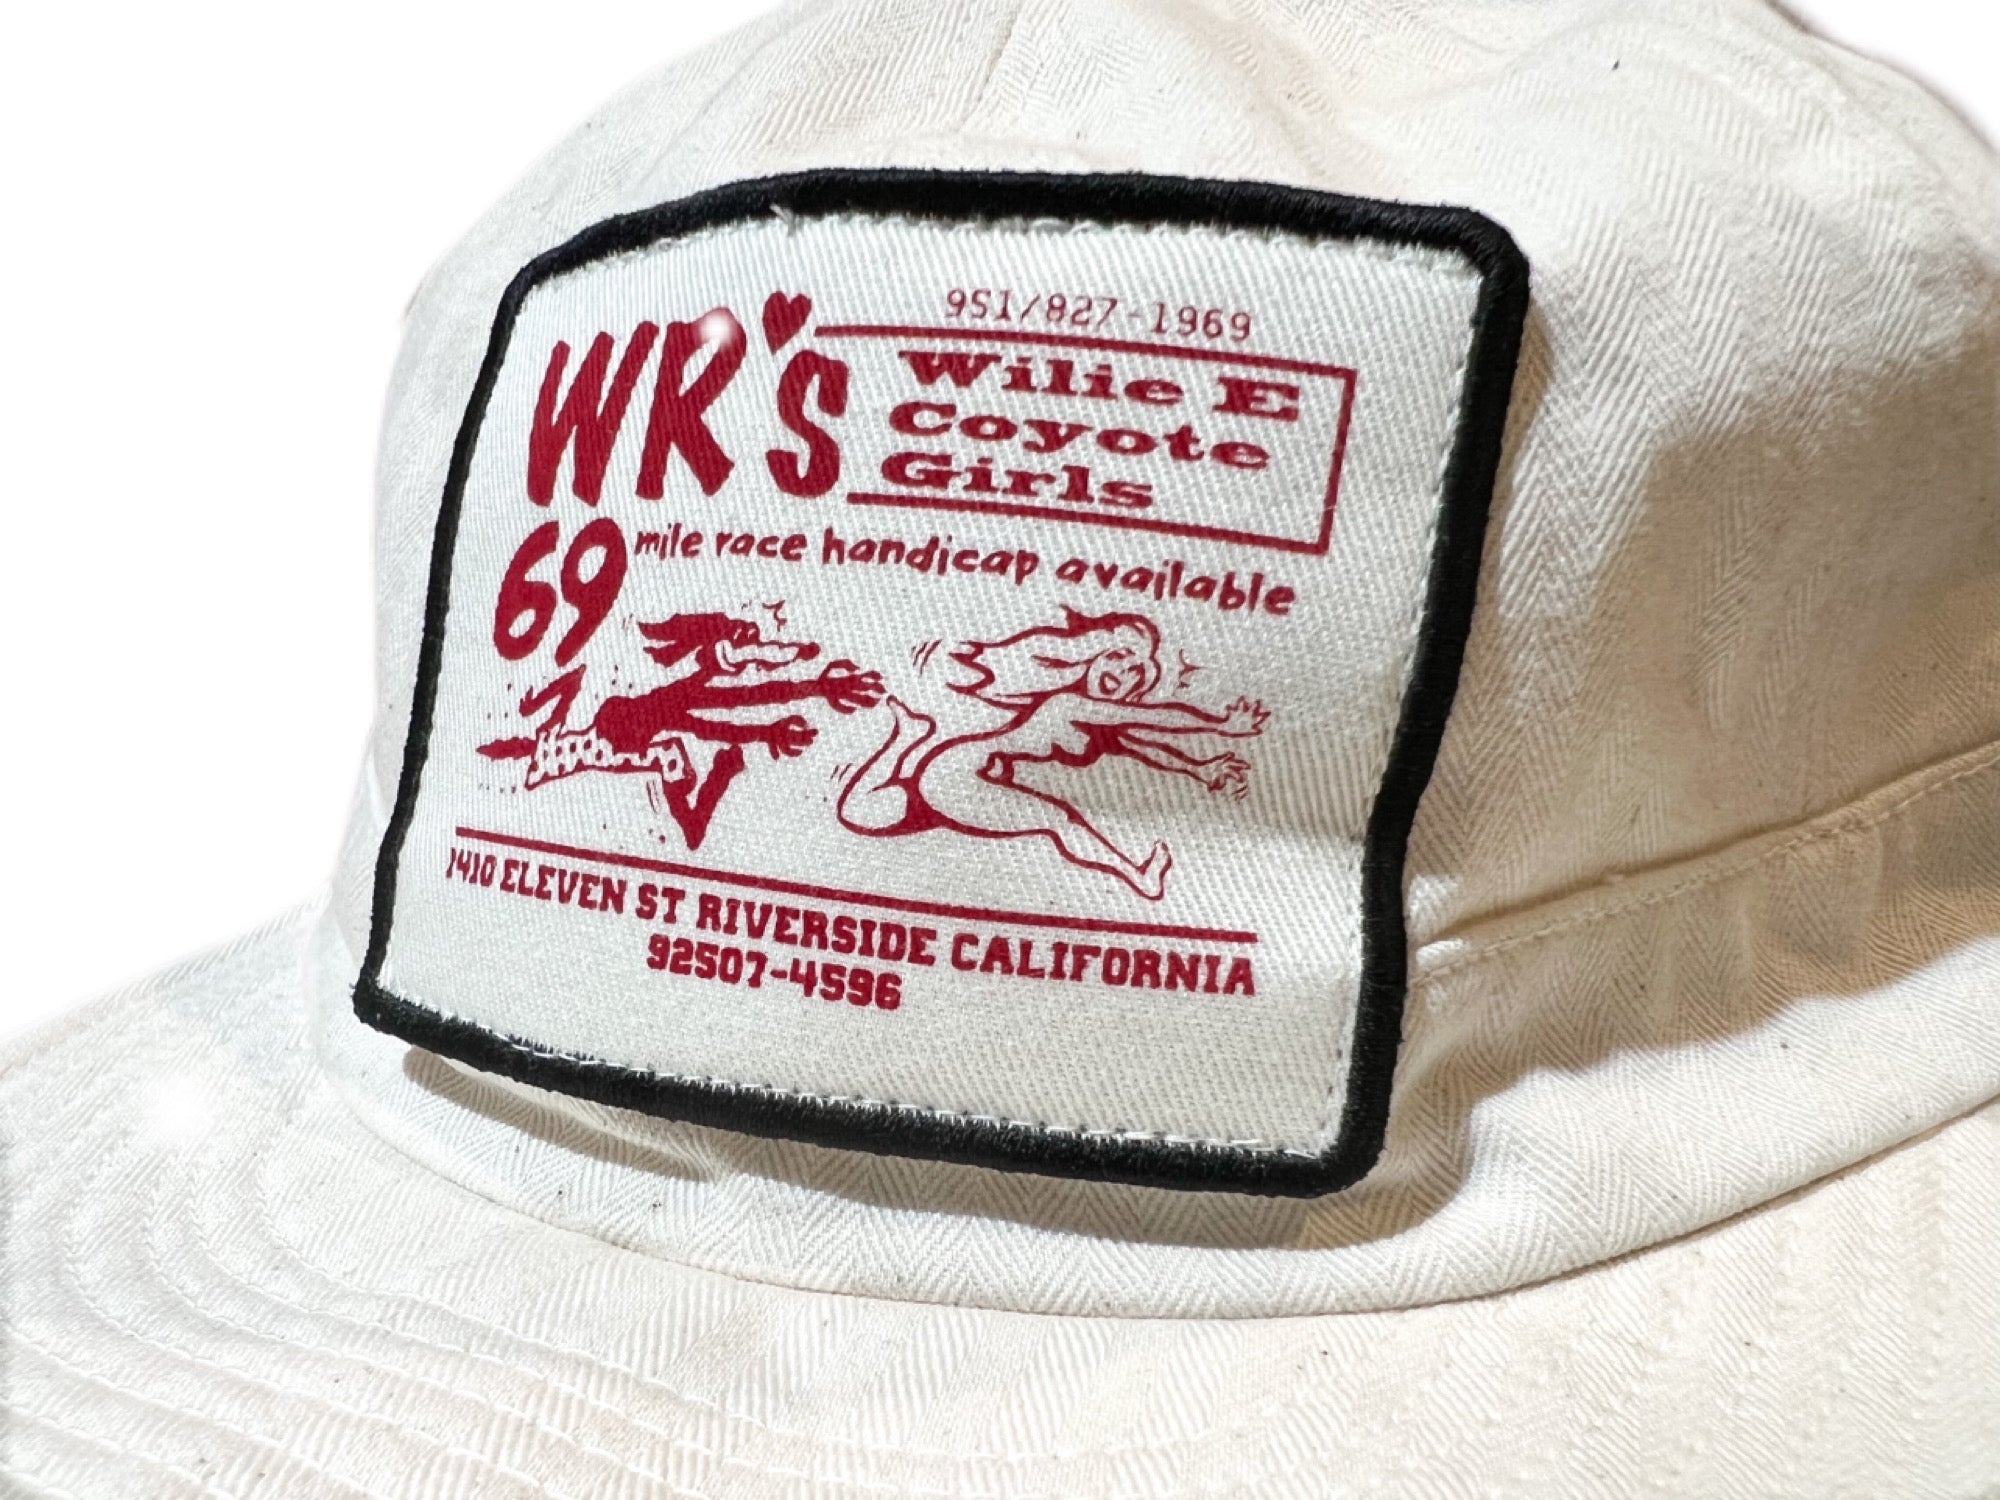 951/827-1969
WR's
Wilie E
Coyote
Girls
69 mile race handicap available
1410 ELEVEN ST RIVERSIDE CALIFORNIA
92507-4596